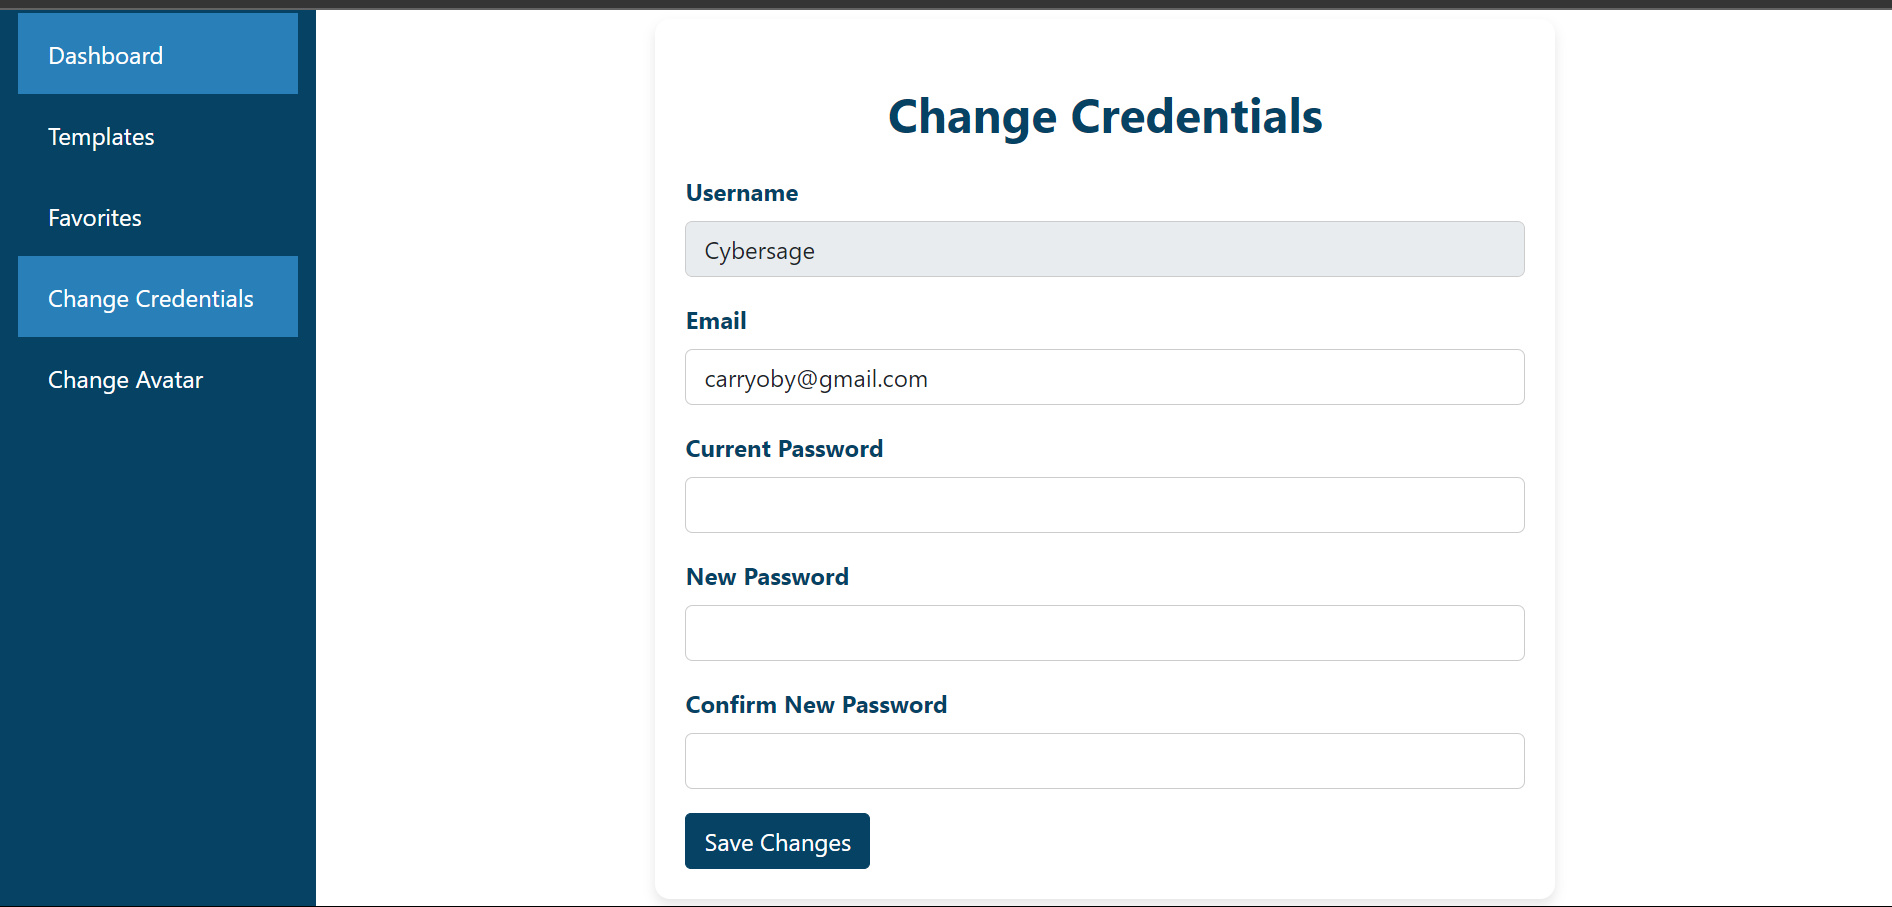 Dashboard
Templates
Favorites
Change Credentials
Change Avatar
Change Credentials
Username
Cybersage
Email
carryoby@gmail.com
Current Password
New Password
Confirm New Password
Save Changes